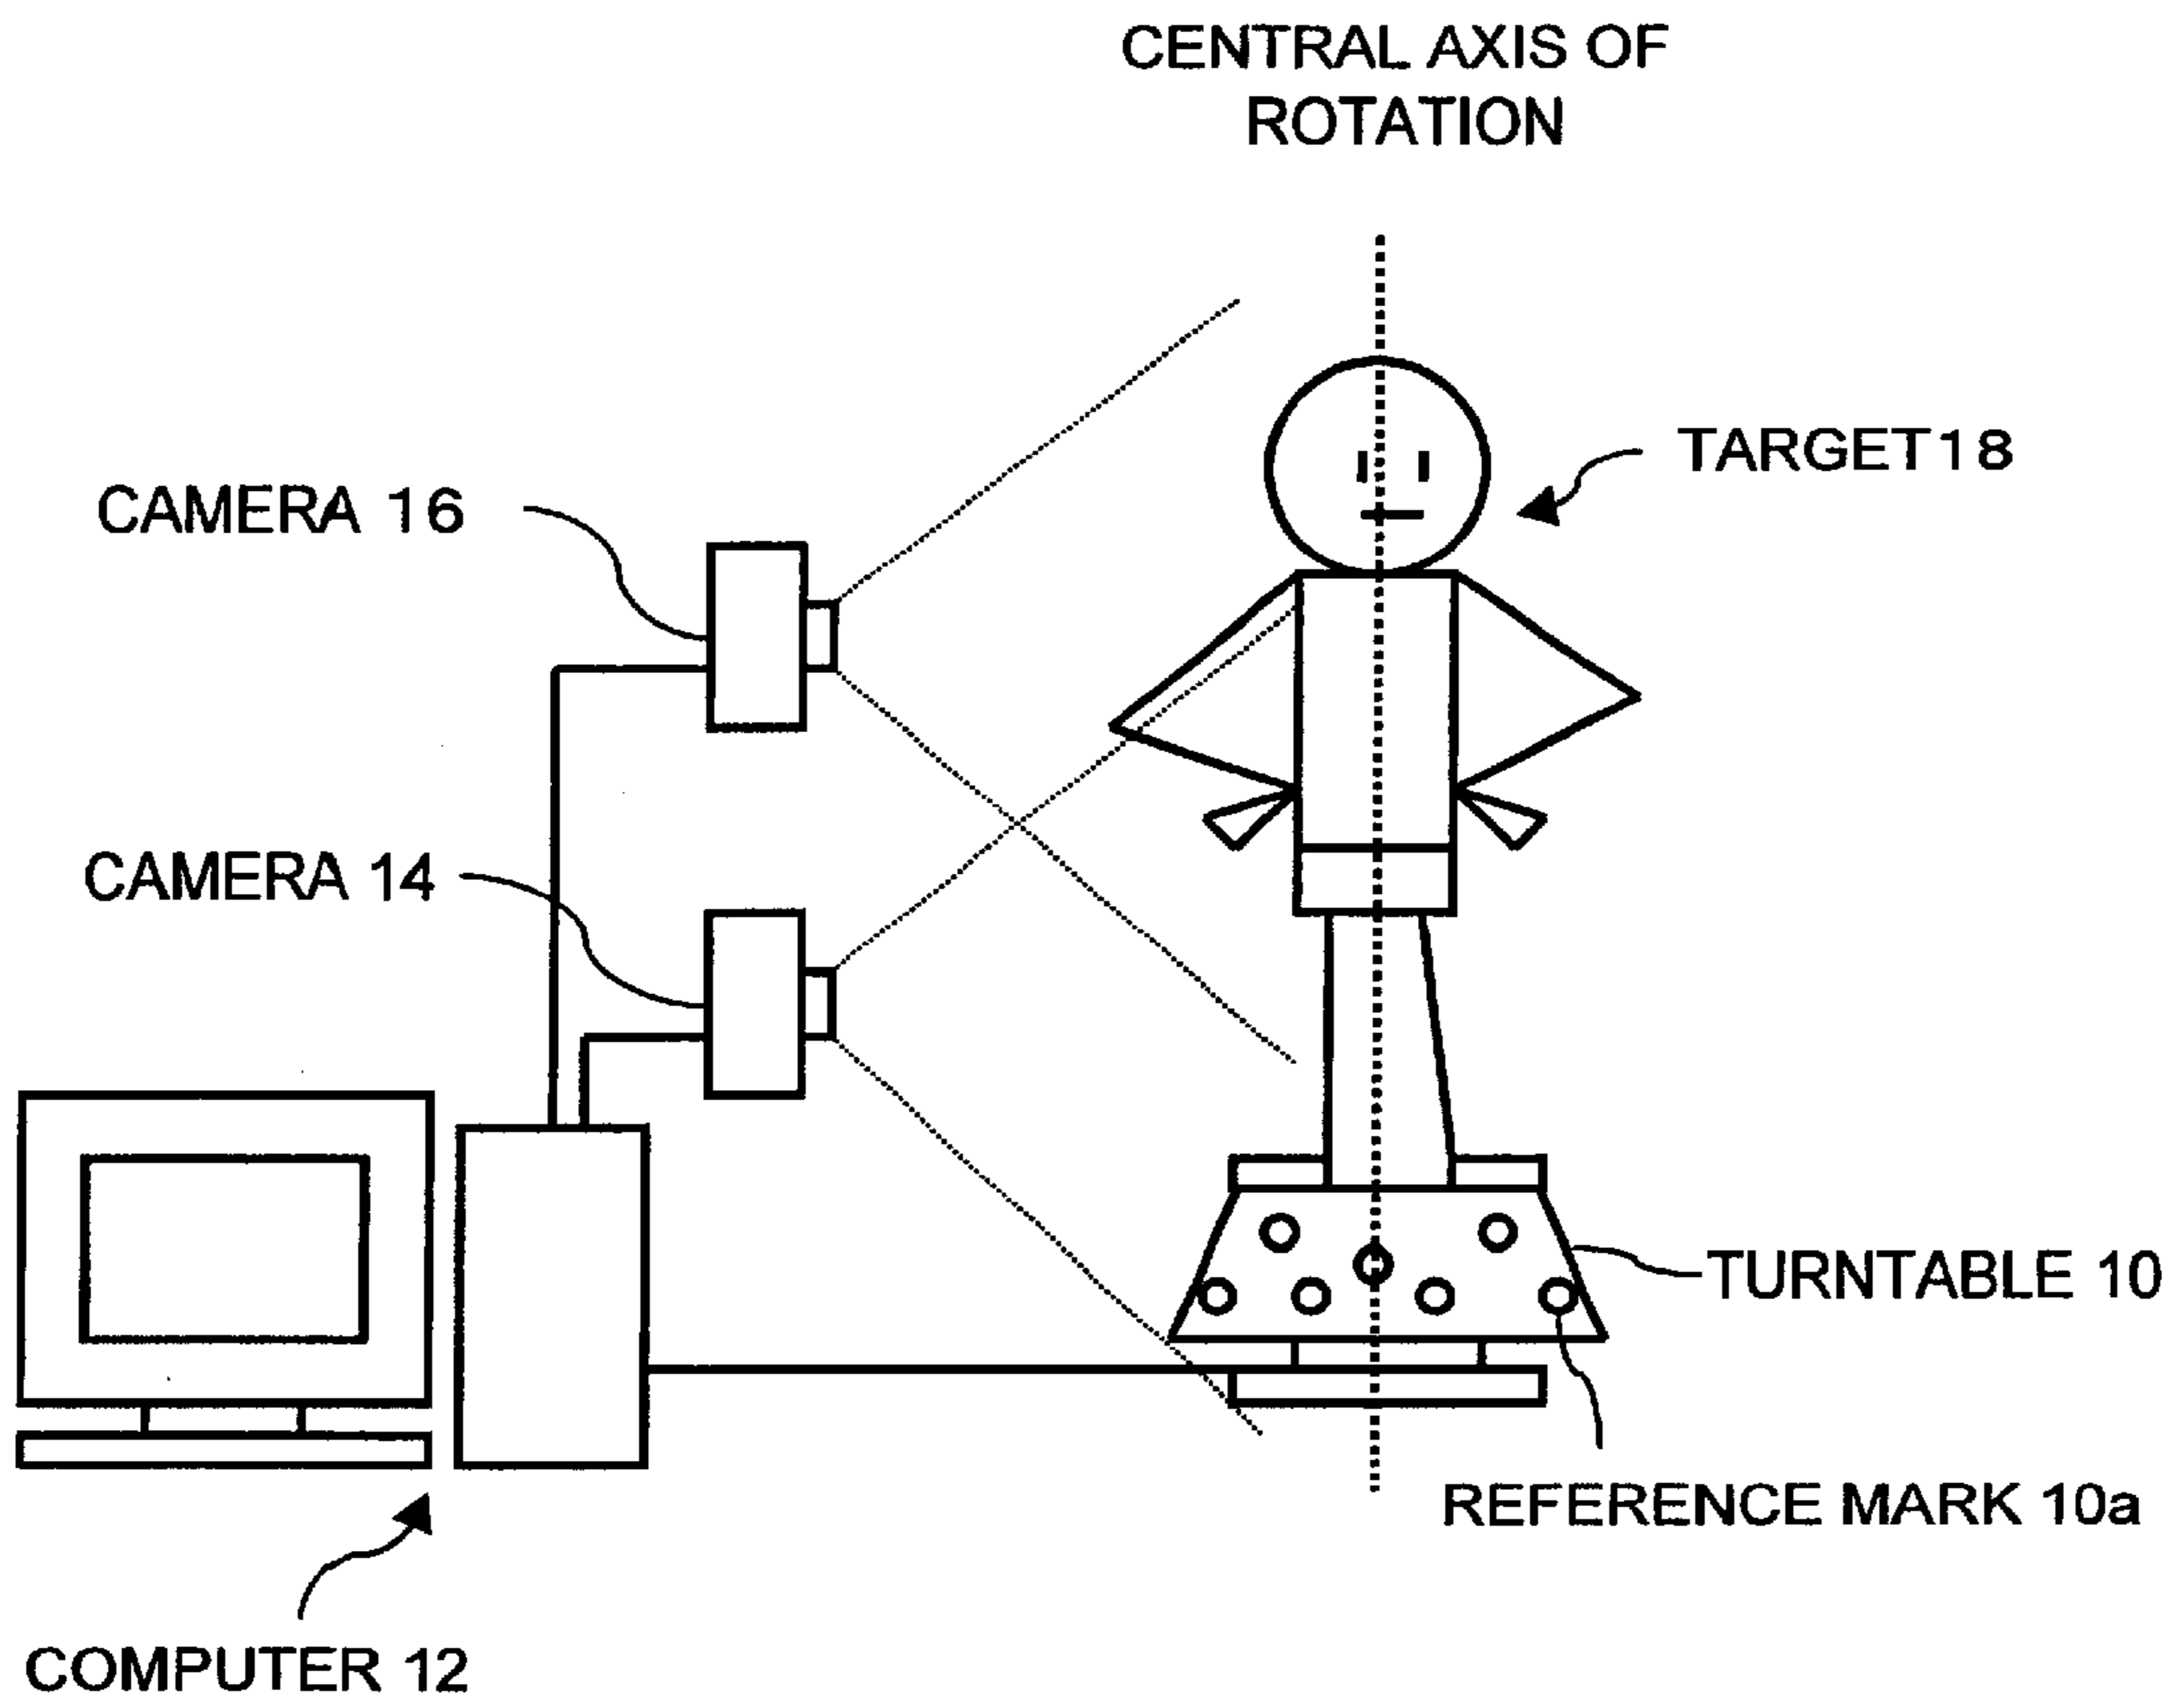 CENTRAL AXIS OF
ROTATION
TARGET18
CAMERA 16
CAMERA 14
TURNTABLE 10
REFERENCE MARK 10a
COMPUTER 12